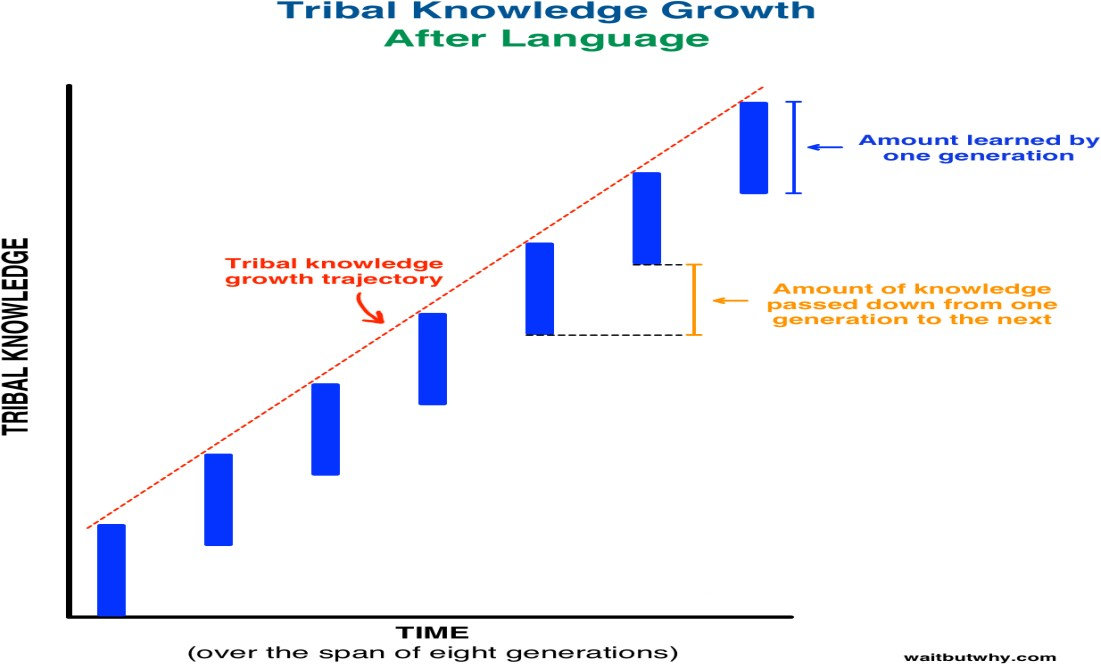 Tribal Knowledge Growth
After Language
Amount learned by
one generation
Tribal knowledge
growth trajectory
Amount of knowledge
passed down from one
generation to the next
TRIBAL KNOWLEDGE
TIME
(over the span of eight generations)
waitbutwhy.com